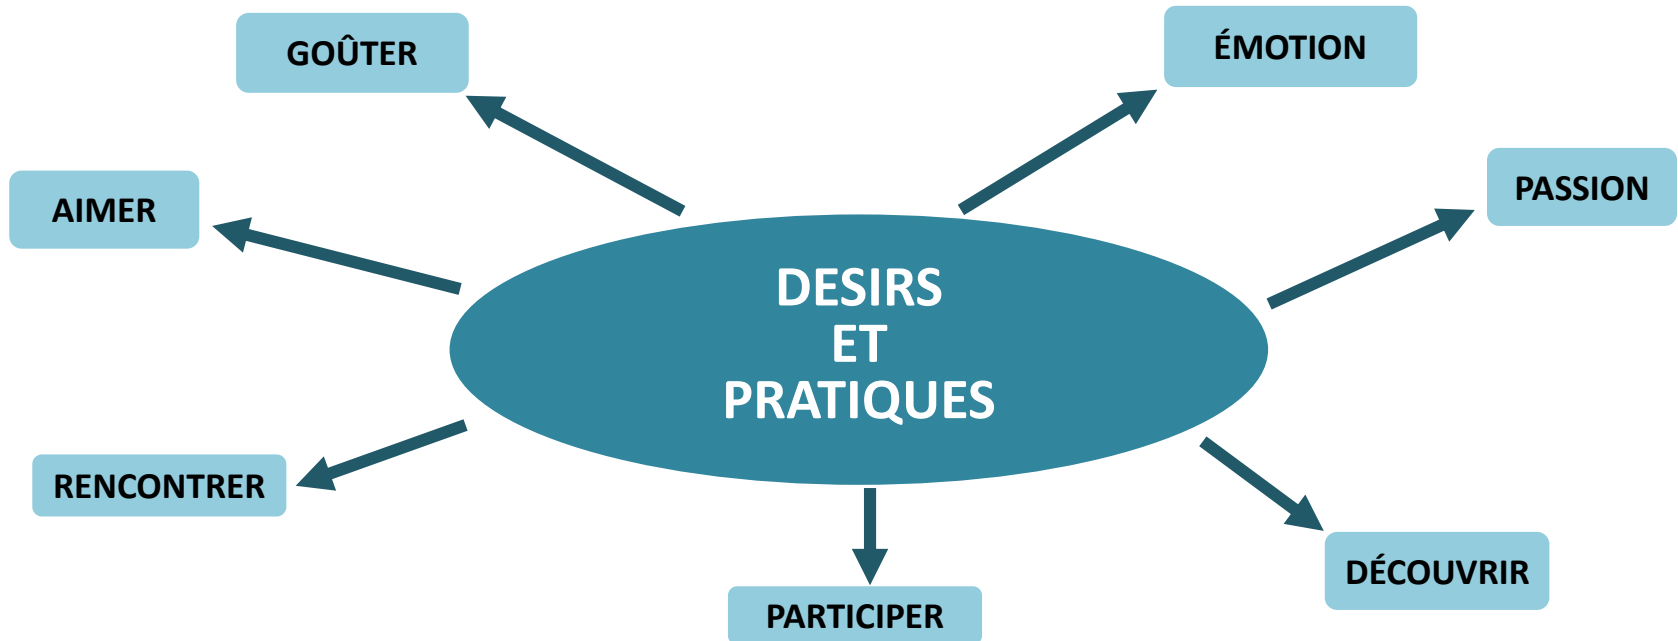 GOÛTER
ÉMOTION
AIMER
PASSION
DESIRS
ET
PRATIQUES
RENCONTRER
DÉCOUVRIR
PARTICIPER